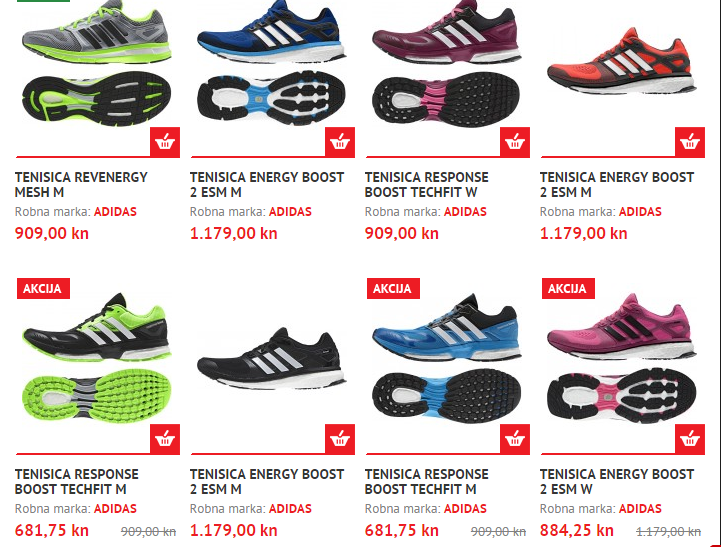 TENISICA REVENERGY
MESH M
Robna marka: ADIDAS
909,00 kn
TENISICA ENERGY BOOST
2 ESM M
Robna marka: ADIDAS
1.179,00 kn
TENISICA RESPONSE
BOOST TECHFIT W
Robna marka: ADIDAS
909,00 kn
TENISICA ENERGY BOOST
2 ESM M
Robna marka: ADIDAS
1.179,00 kn
AKCIJA
TENISICA RESPONSE
BOOST TECHFIT M
Robna marka: ADIDAS
681,75 kn 909,00 kn
TENISICA ENERGY BOOST
2 ESM M
Robna marka: ADIDAS
1.179,00 kn
AKCIJA
TENISICA RESPONSE
BOOST TECHFIT M
Robna marka: ADIDAS
681,75 kn 909,00 kn
AKCIJA
TENISICA ENERGY BOOST
2 ESM W
Robna marka: ADIDAS
884,25 kn 1.179,00 kn